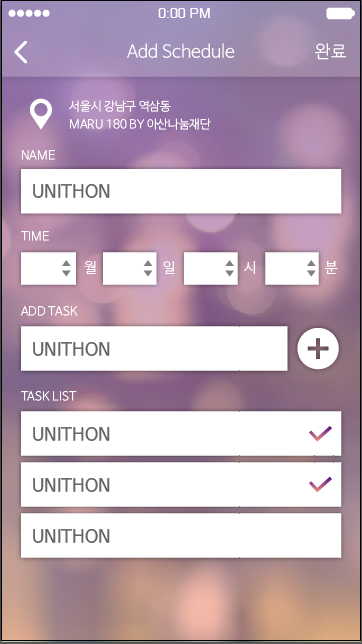 0:00 PM
Add Schedule 완료
서울시 강남구 역삼동
MARU 180 BY 아산나눔재단
NAME
UNITHON
TIME
월 일 시 분
ADD TASK
UNITHON
TASK LIST
UNITHON
UNITHON
UNITHON